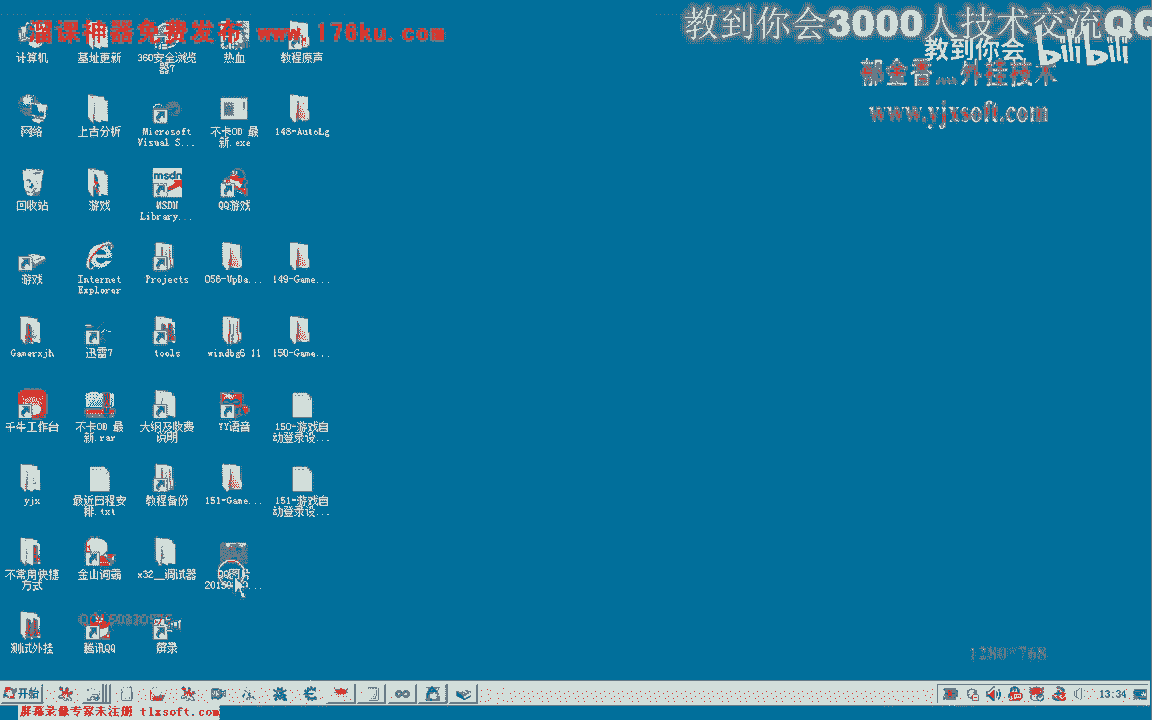 溜课神器免费发布 www.170ku.com
教到你会3000人技术交流QQ
教到你会 bilibili
郁金香灬外挂技术
www.yjxsoft.com
计算机
基址更新
360安全浏览器7
热血
教程原声
网络
上古分析
Microsoft Visual S...
不卡OD 最新.exe
148-AutoLg
回收站
游戏
MSDN Library...
QQ游戏
游戏
Internet Explorer
Projects
056-VpDa...
149-Game...
Gamerxjh
迅雷7
tools
windbg6 11
150-Game...
千牛工作台
不卡OD 最新.rar
大纲及收费说明
YY语音
150-游戏自动登录设...
yjx
最近日程安排.txt
教程备份
151-Game...
151-游戏自动登录设...
不常用快捷方式
金山词霸
x32__调试器
QQ图片
测试外挂
腾讯QQ
屏录
1280*768
开始
13:34
屏幕录像专家未注册 tlxsoft.com